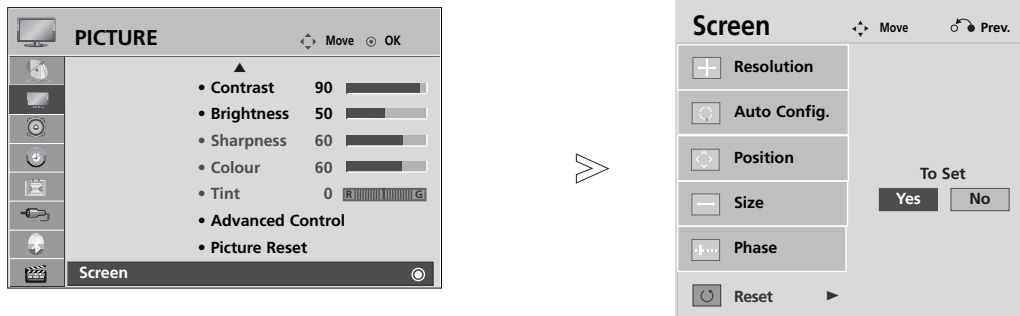 PICTURE
Move
OK
• Contrast 90
• Brightness 50
• Sharpness 60
• Colour 60
• Tint 0 R G
• Advanced Control
• Picture Reset
Screen
Screen
Move
Prev.
Resolution
Auto Config.
Position
Size
Phase
Reset
To Set
Yes No